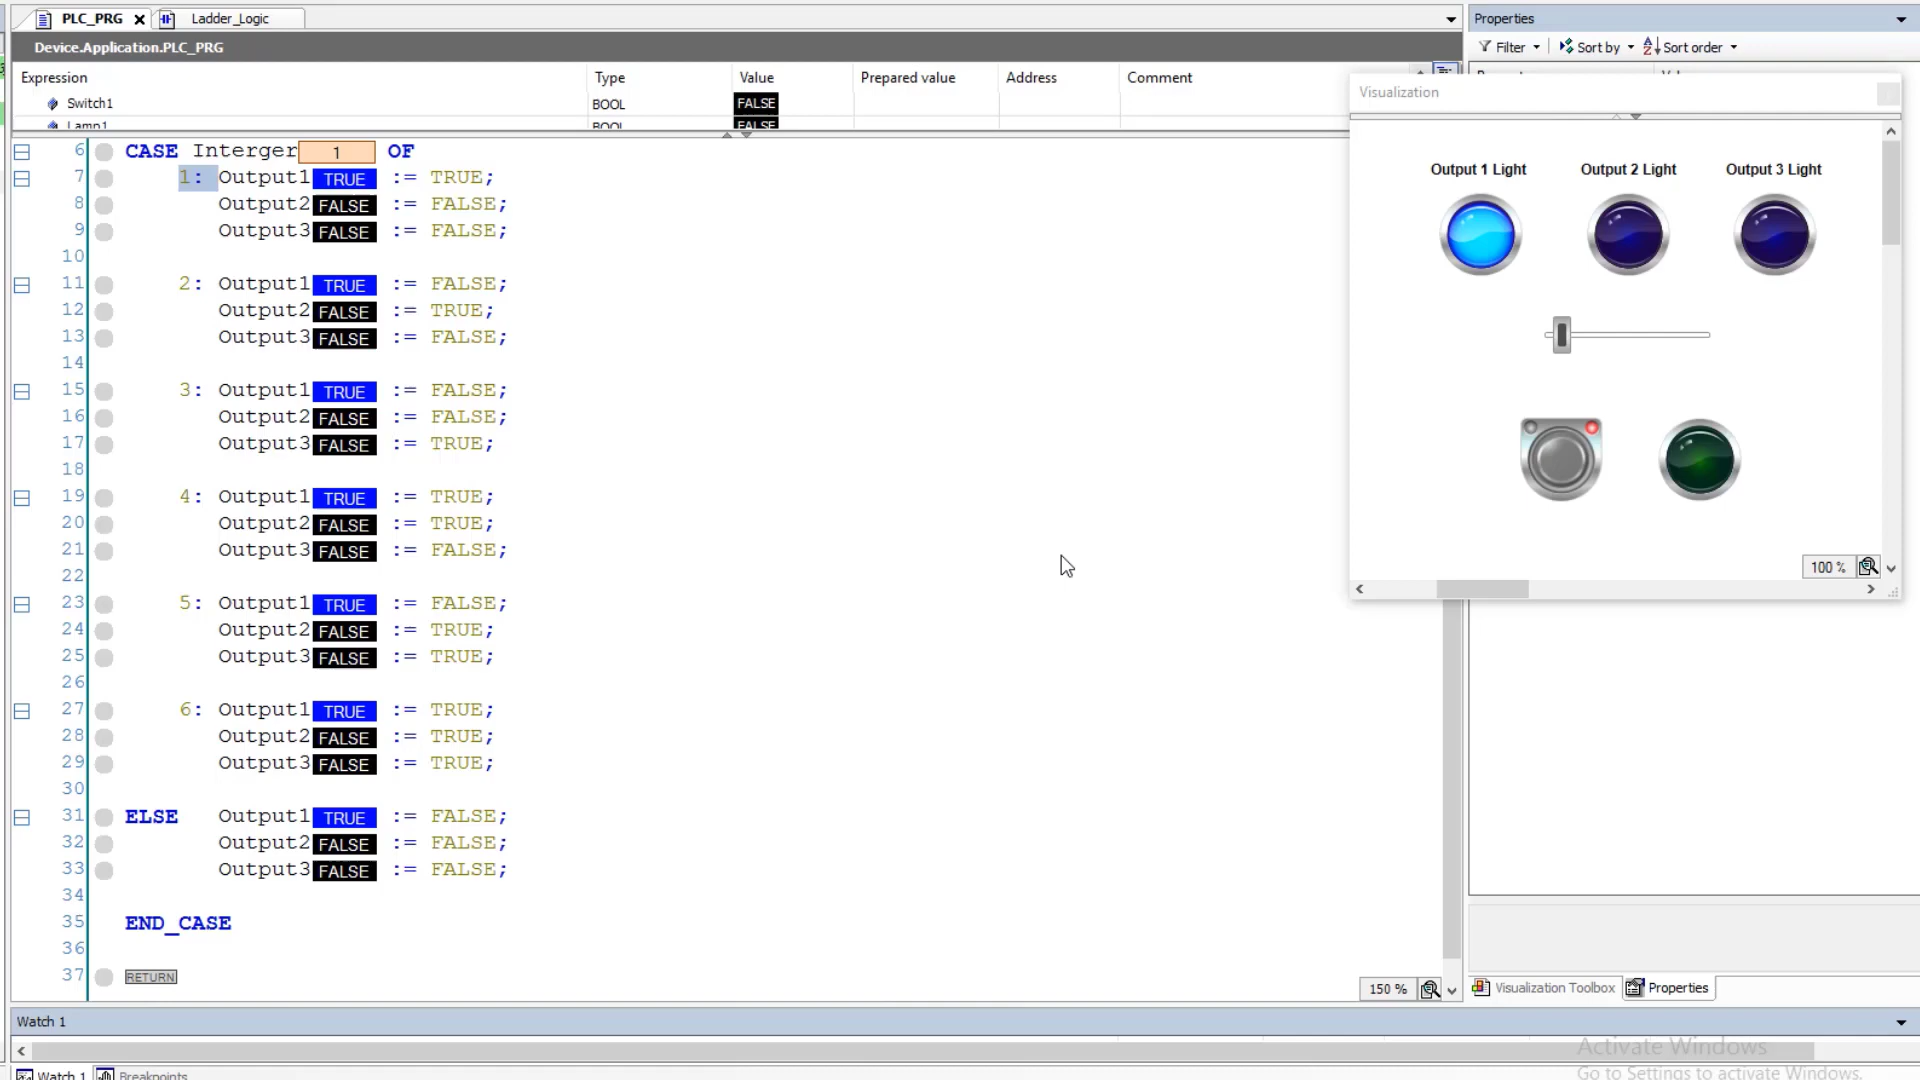 PLC_PRG Ladder_Logic
Device.Application.PLC_PRG
Expression Type Value Prepared value Address Comment
Switch1 BOOL FALSE
Lamp1 BOOL FALSE
6 CASE Interger 1 OF
7 1: Output1 TRUE := TRUE;
8 Output2 FALSE := FALSE;
9 Output3 FALSE := FALSE;
10
11 2: Output1 TRUE := FALSE;
12 Output2 FALSE := TRUE;
13 Output3 FALSE := FALSE;
14
15 3: Output1 TRUE := FALSE;
16 Output2 FALSE := FALSE;
17 Output3 FALSE := TRUE;
18
19 4: Output1 TRUE := TRUE;
20 Output2 FALSE := TRUE;
21 Output3 FALSE := FALSE;
22
23 5: Output1 TRUE := FALSE;
24 Output2 FALSE := TRUE;
25 Output3 FALSE := TRUE;
26
27 6: Output1 TRUE := TRUE;
28 Output2 FALSE := TRUE;
29 Output3 FALSE := TRUE;
30
31 ELSE Output1 TRUE := FALSE;
32 Output2 FALSE := FALSE;
33 Output3 FALSE := FALSE;
34
35 END_CASE
36
37 RETURN
150 %
Properties
Filter Sort by Sort order
Visualization
Output 1 Light Output 2 Light Output 3 Light
100 %
Visualization Toolbox Properties
Watch 1
Watch 1 Breakpoints
Activate Windows
Go to Settings to activate Windows.